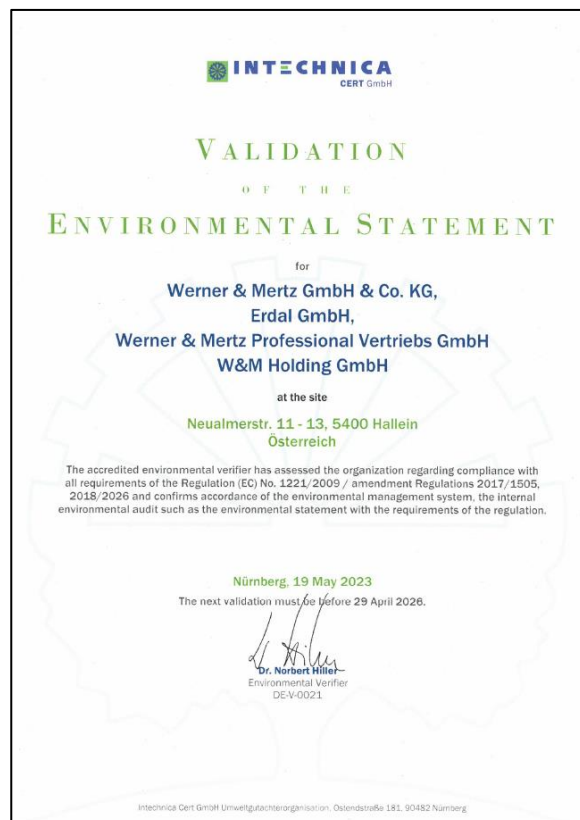 INTECHNICA
CERT GmbH
VALIDATION
OF THE
ENVIRONMENTAL STATEMENT
for
Werner & Mertz GmbH & Co. KG,
Erdal GmbH,
Werner & Mertz Professional Vertriebs GmbH
W&M Holding GmbH
at the site
Neualmerstr. 11 - 13, 5400 Hallein
Österreich
The accredited environmental verifier has assessed the organization regarding compliance with
all requirements of the Regulation (EC) No. 1221/2009 / amendment Regulations 2017/1505,
2018/2026 and confirms accordance of the environmental management system, the internal
environmental audit such as the environmental statement with the requirements of the regulation.
Nürnberg, 19 May 2023
The next validation must be before 29 April 2026.
Dr. Norbert Hiller
Environmental Verifier
DE-V-0021
Intechnica Cert GmbH Umweltgutachterorganisation, Ostendstraße 181, 90482 Nürnberg